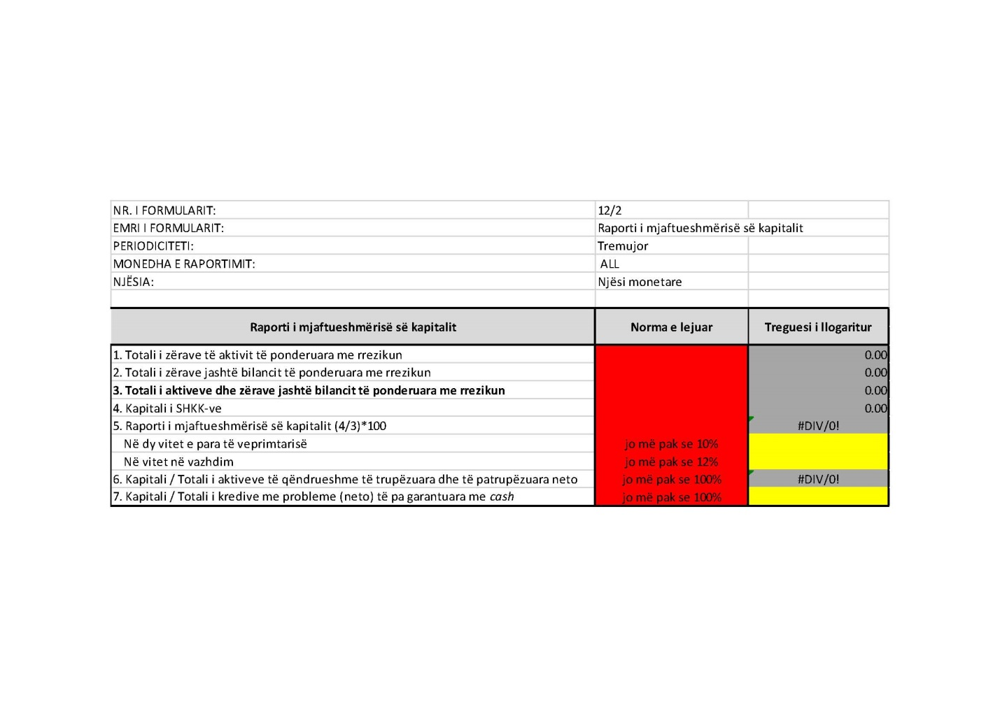 NR. I FORMULARIT: 12/2
EMRI I FORMULARIT: Raporti i mjaftueshmërisë së kapitalit
PERIODICITETI: Tremujor
MONEDHA E RAPORTIMIT: ALL
NJËSIA: Njësi monetare
Raporti i mjaftueshmërisë së kapitalit Norma e lejuar Treguesi i llogaritur
1. Totali i zërave të aktivit të ponderuara me rrezikun 0.00
2. Totali i zërave jashtë bilancit të ponderuara me rrezikun 0.00
3. Totali i aktiveve dhe zërave jashtë bilancit të ponderuara me rrezikun 0.00
4. Kapitali i SHKK-ve 0.00
5. Raporti i mjaftueshmërisë së kapitalit (4/3)*100 #DIV/0!
Në dy vitet e para të veprimtarisë jo më pak se 10%
Në vitet në vazhdim jo më pak se 12%
6. Kapitali / Totali i aktiveve të qëndrueshme të trupëzuara dhe të patrupëzuara neto jo më pak se 100% #DIV/0!
7. Kapitali / Totali i kredive me probleme (neto) të pa garantuara me cash jo më pak se 100%